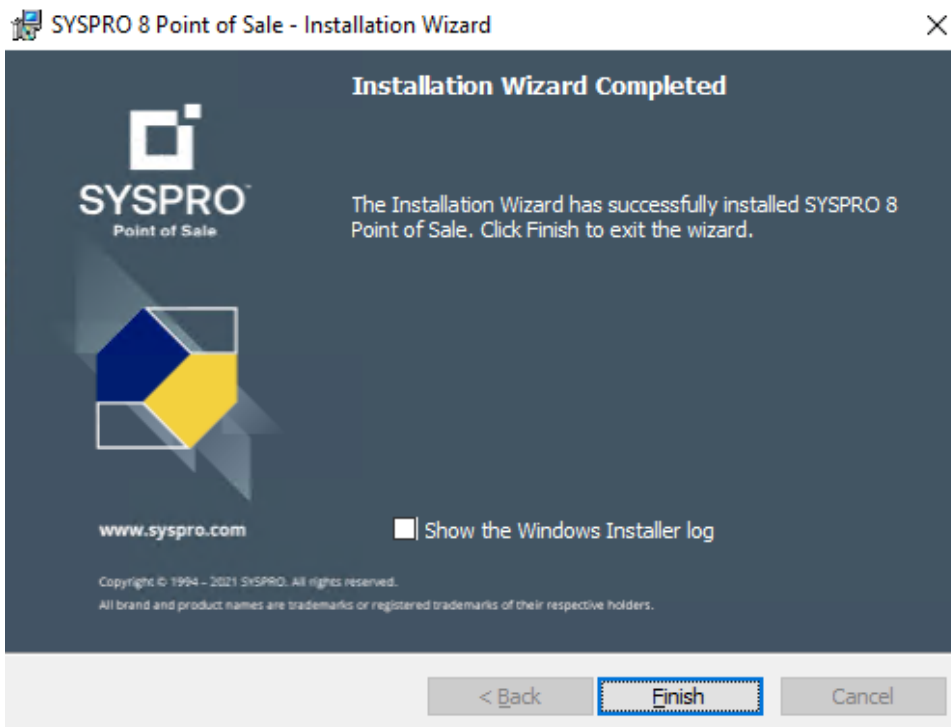 SYSPRO 8 Point of Sale - Installation Wizard
Installation Wizard Completed
SYSPRO™
Point of Sale
The Installation Wizard has successfully installed SYSPRO 8
Point of Sale. Click Finish to exit the wizard.
www.syspro.com
Show the Windows Installer log
Copyright © 1994 – 2021 SYSPRO. All rights reserved.
All brand and product names are trademarks or registered trademarks of their respective holders.
< Back
Finish
Cancel